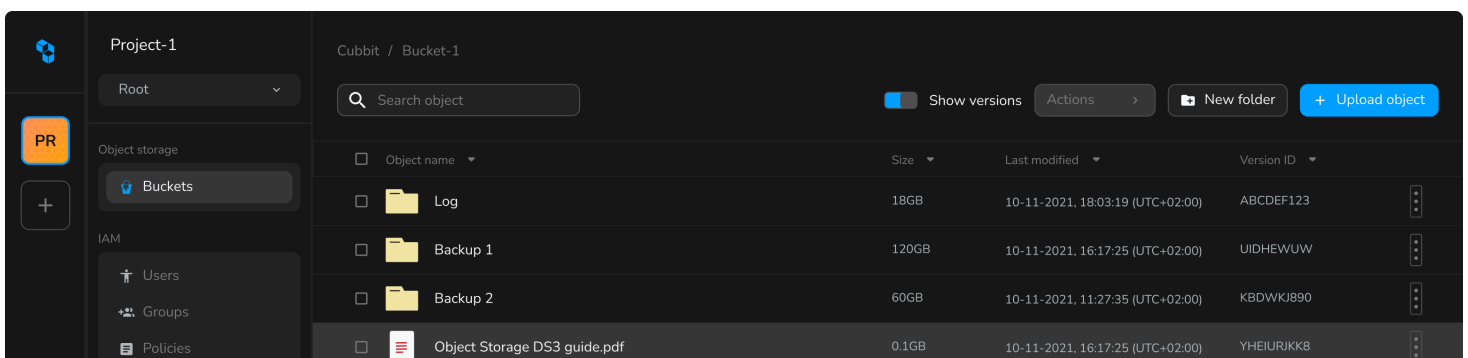 Project-1
Root
PR
Object storage
Buckets
IAM
Users
Groups
Policies
Cubbit / Bucket-1
Search object
Show versions Actions > New folder + Upload object
Object name Size Last modified Version ID
Log 18GB 10-11-2021, 18:03:19 (UTC+02:00) ABCDEF123
Backup 1 120GB 10-11-2021, 16:17:25 (UTC+02:00) UIDHEWUW
Backup 2 60GB 10-11-2021, 11:27:35 (UTC+02:00) KBDWKJ890
Object Storage DS3 guide.pdf 0.1GB 10-11-2021, 16:17:25 (UTC+02:00) YHEIURJKK8